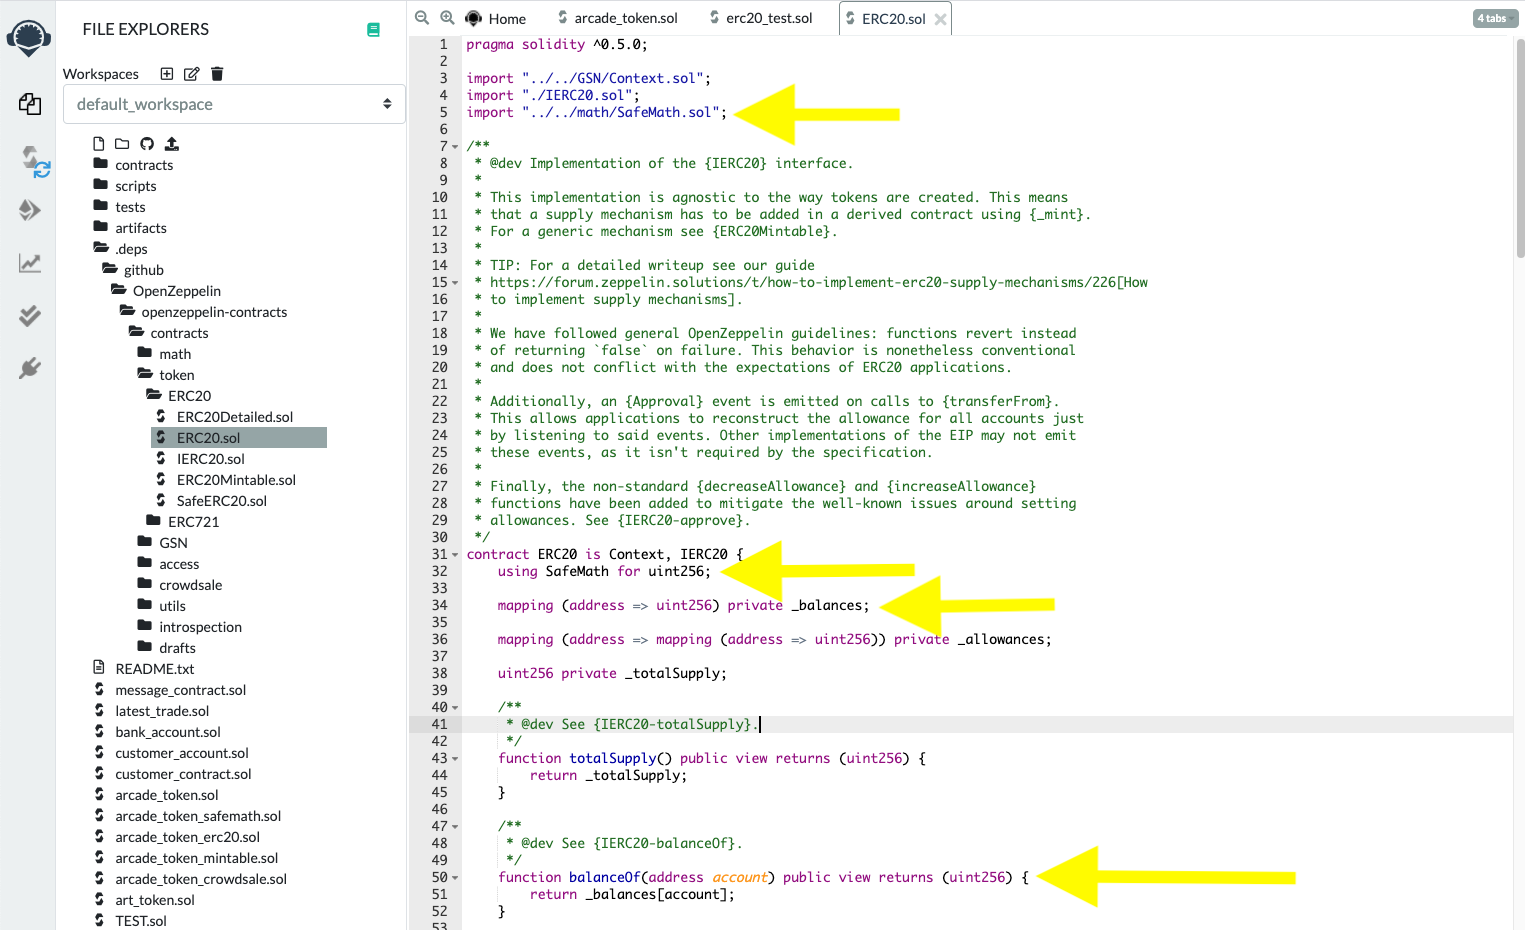 FILE EXPLORERS
Workspaces
default_workspace
contracts
scripts
tests
artifacts
.deps
github
OpenZeppelin
openzeppelin-contracts
contracts
math
token
ERC20
ERC20Detailed.sol
ERC20.sol
IERC20.sol
ERC20Mintable.sol
SafeERC20.sol
ERC721
GSN
access
crowdsale
utils
introspection
drafts
README.txt
message_contract.sol
latest_trade.sol
bank_account.sol
customer_account.sol
customer_contract.sol
arcade_token.sol
arcade_token_safemath.sol
arcade_token_erc20.sol
arcade_token_mintable.sol
arcade_token_crowdsale.sol
art_token.sol
TEST.sol
Home arcade_token.sol erc20_test.sol ERC20.sol 4 tabs
1 pragma solidity ^0.5.0;
2
3 import "../../GSN/Context.sol";
4 import "./IERC20.sol";
5 import "../../math/SafeMath.sol";
6
7 /**
8 * @dev Implementation of the {IERC20} interface.
9 *
10 * This implementation is agnostic to the way tokens are created. This means
11 * that a supply mechanism has to be added in a derived contract using {_mint}.
12 * For a generic mechanism see {ERC20Mintable}.
13 *
14 * TIP: For a detailed writeup see our guide
15 * https://forum.zeppelin.solutions/t/how-to-implement-erc20-supply-mechanisms/226[How
16 * to implement supply mechanisms].
17 *
18 * We have followed general OpenZeppelin guidelines: functions revert instead
19 * of returning `false` on failure. This behavior is nonetheless conventional
20 * and does not conflict with the expectations of ERC20 applications.
21 *
22 * Additionally, an {Approval} event is emitted on calls to {transferFrom}.
23 * This allows applications to reconstruct the allowance for all accounts just
24 * by listening to said events. Other implementations of the EIP may not emit
25 * these events, as it isn't required by the specification.
26 *
27 * Finally, the non-standard {decreaseAllowance} and {increaseAllowance}
28 * functions have been added to mitigate the well-known issues around setting
29 * allowances. See {IERC20-approve}.
30 */
31 contract ERC20 is Context, IERC20 {
32 using SafeMath for uint256;
33
34 mapping (address => uint256) private _balances;
35
36 mapping (address => mapping (address => uint256)) private _allowances;
37
38 uint256 private _totalSupply;
39
40 /**
41 * @dev See {IERC20-totalSupply}.
42 */
43 function totalSupply() public view returns (uint256) {
44 return _totalSupply;
45 }
46
47 /**
48 * @dev See {IERC20-balanceOf}.
49 */
50 function balanceOf(address account) public view returns (uint256) {
51 return _balances[account];
52 }
53